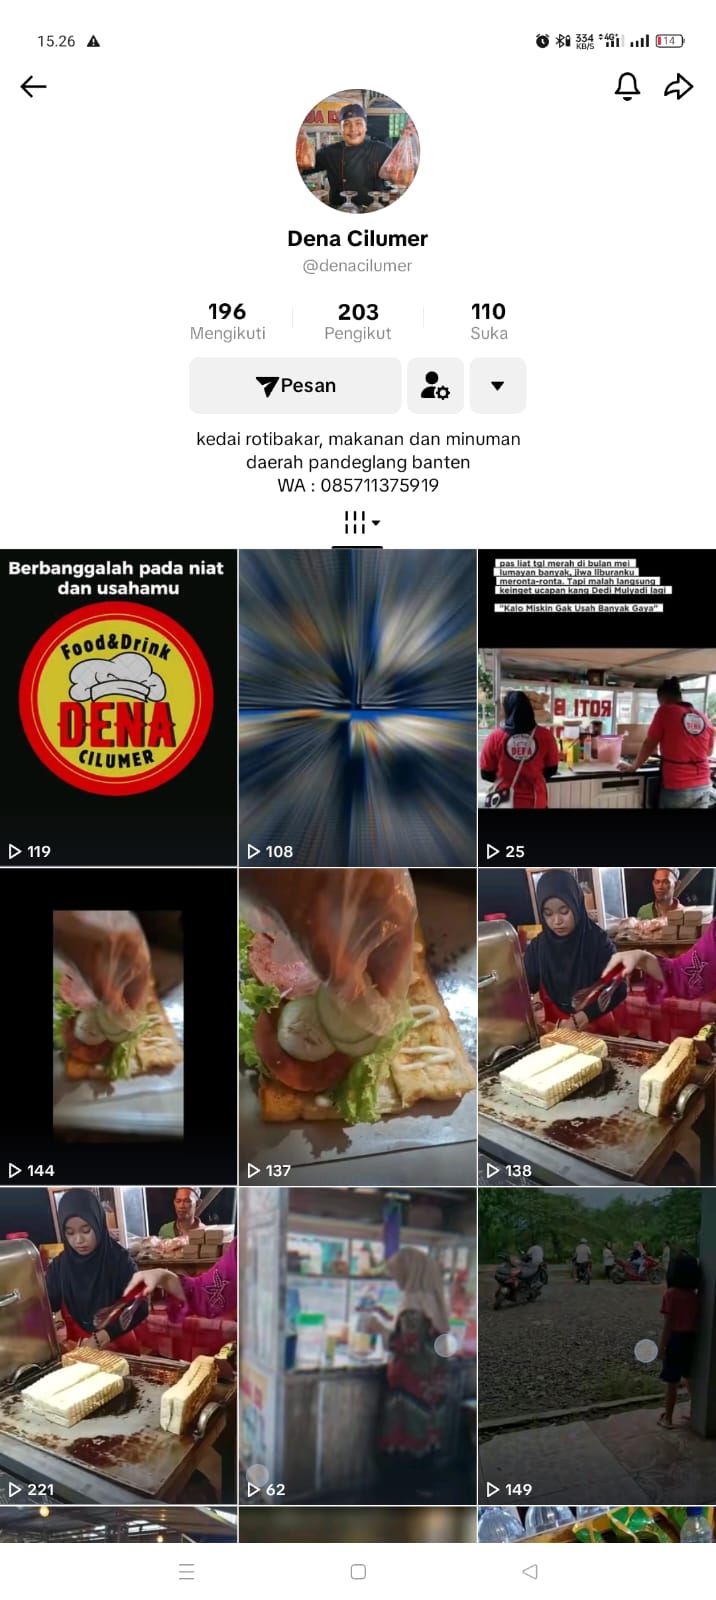 15.26
334
KB/S
4G+
14
Dena Cilumer
@denacilumer
196
Mengikuti
203
Pengikut
110
Suka
Pesan
kedai rotibakar, makanan dan minuman
daerah pandeglang banten
WA : 085711375919
Berbanggalah pada niat
dan usahamu
Food&Drink
DENA
CILUMER
119
108
pas liat tgl merah di bulan mei
lumayan banyak, jiwa liburanku
meronta-ronta. Tapi malah langsung
keinget ucapan kang Dedi Mulyadi lagi
"Kalo Miskin Gak Usah Banyak Gaya"
ROTI B
DENA
DENA
25
144
137
138
221
62
149